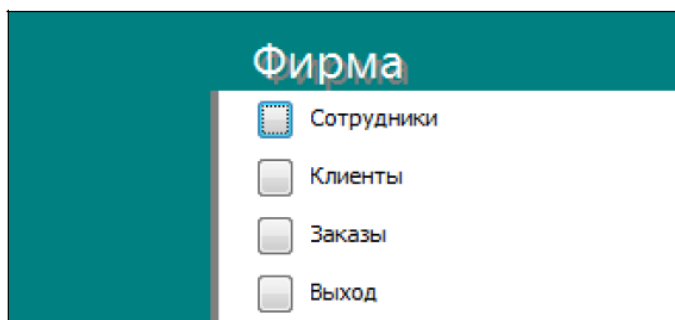 Фирма
Сотрудники
Клиенты
Заказы
Выход